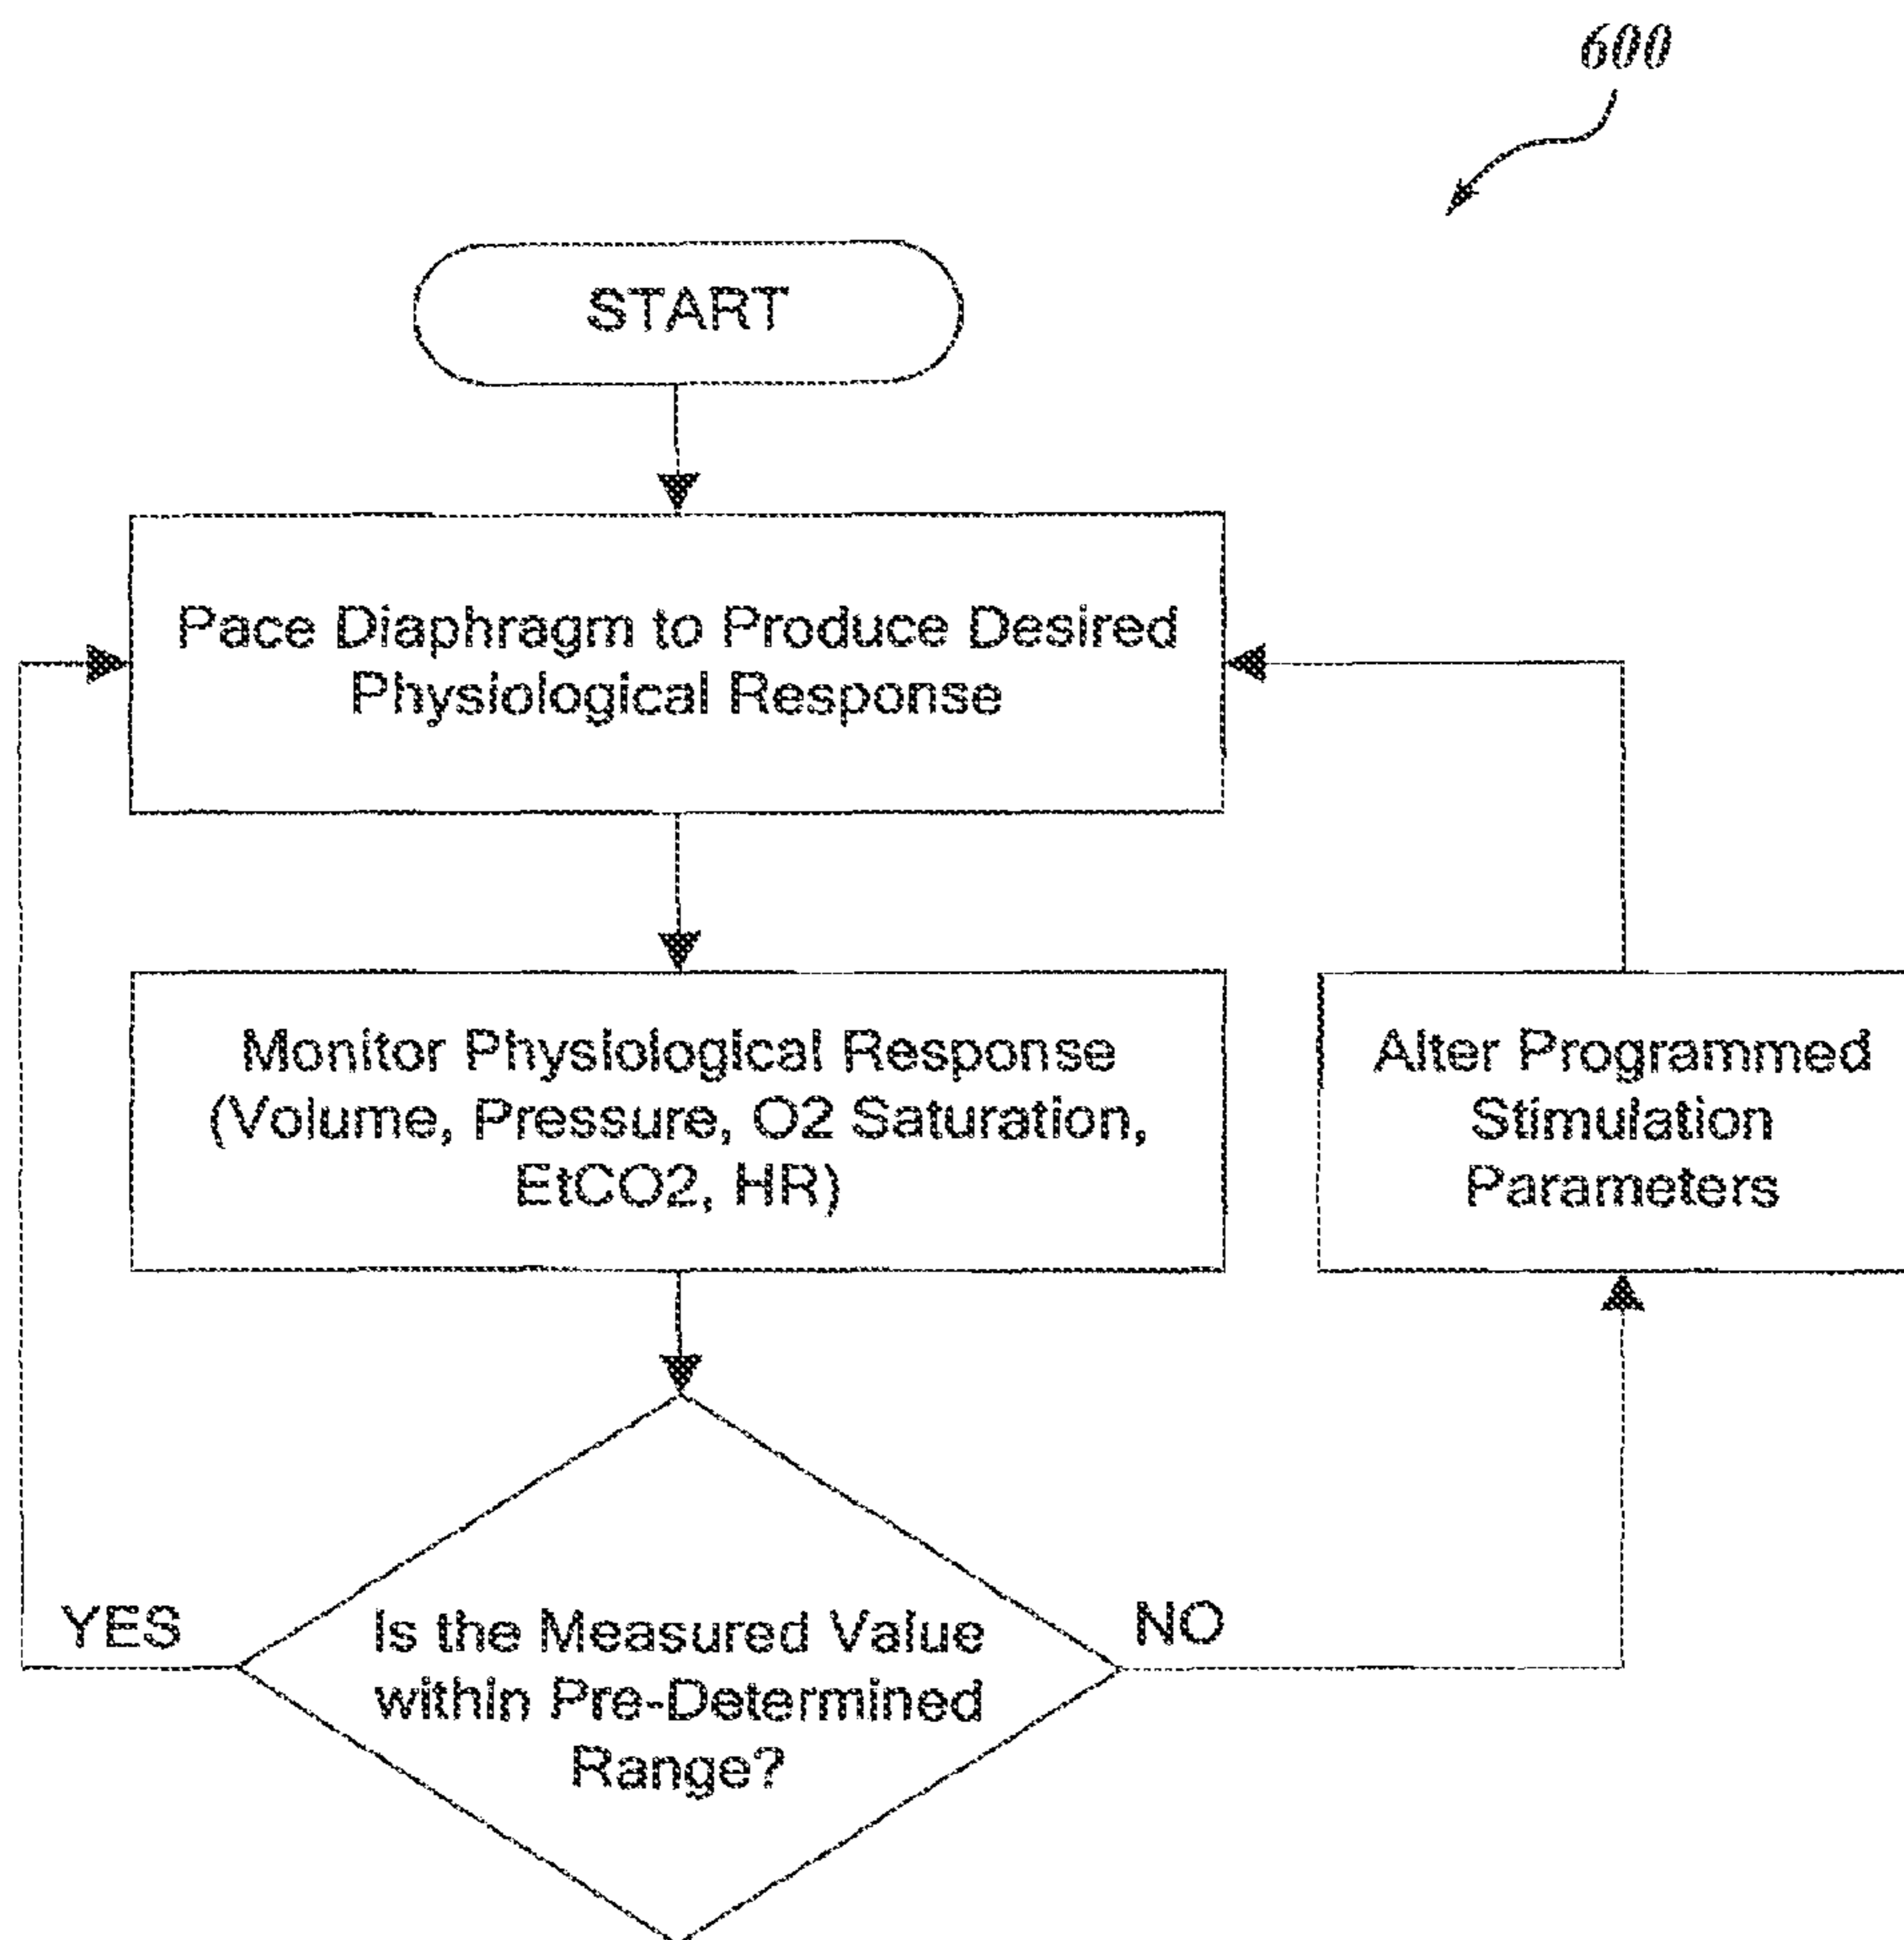 600
START
Pace Diaphragm to Produce Desired
Physiological Response
Monitor Physiological Response
(Volume, Pressure, O2 Saturation,
EtCO2, HR)
Alter Programmed
Stimulation
Parameters
YES
Is the Measured Value
within Pre-Determined
Range?
NO